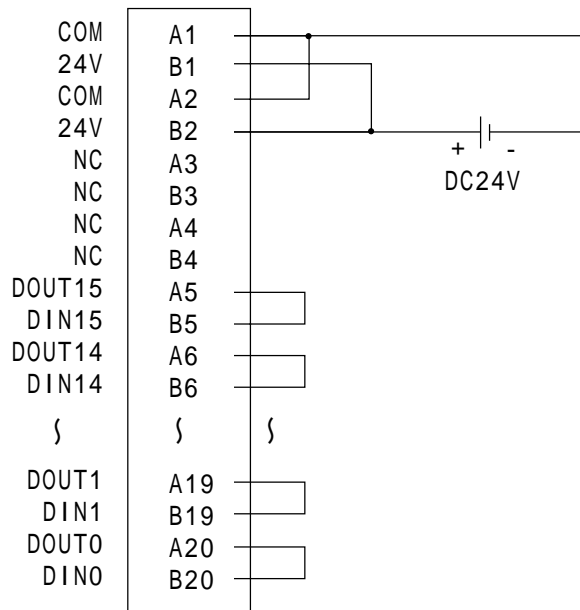 COM A1
24V B1
COM A2
24V B2
+ -
NC A3
DC24V
NC B3
NC A4
NC B4
DOUT15 A5
DIN15 B5
DOUT14 A6
DIN14 B6
∫ ∫ ∫
DOUT1 A19
DIN1 B19
DOUT0 A20
DIN0 B20